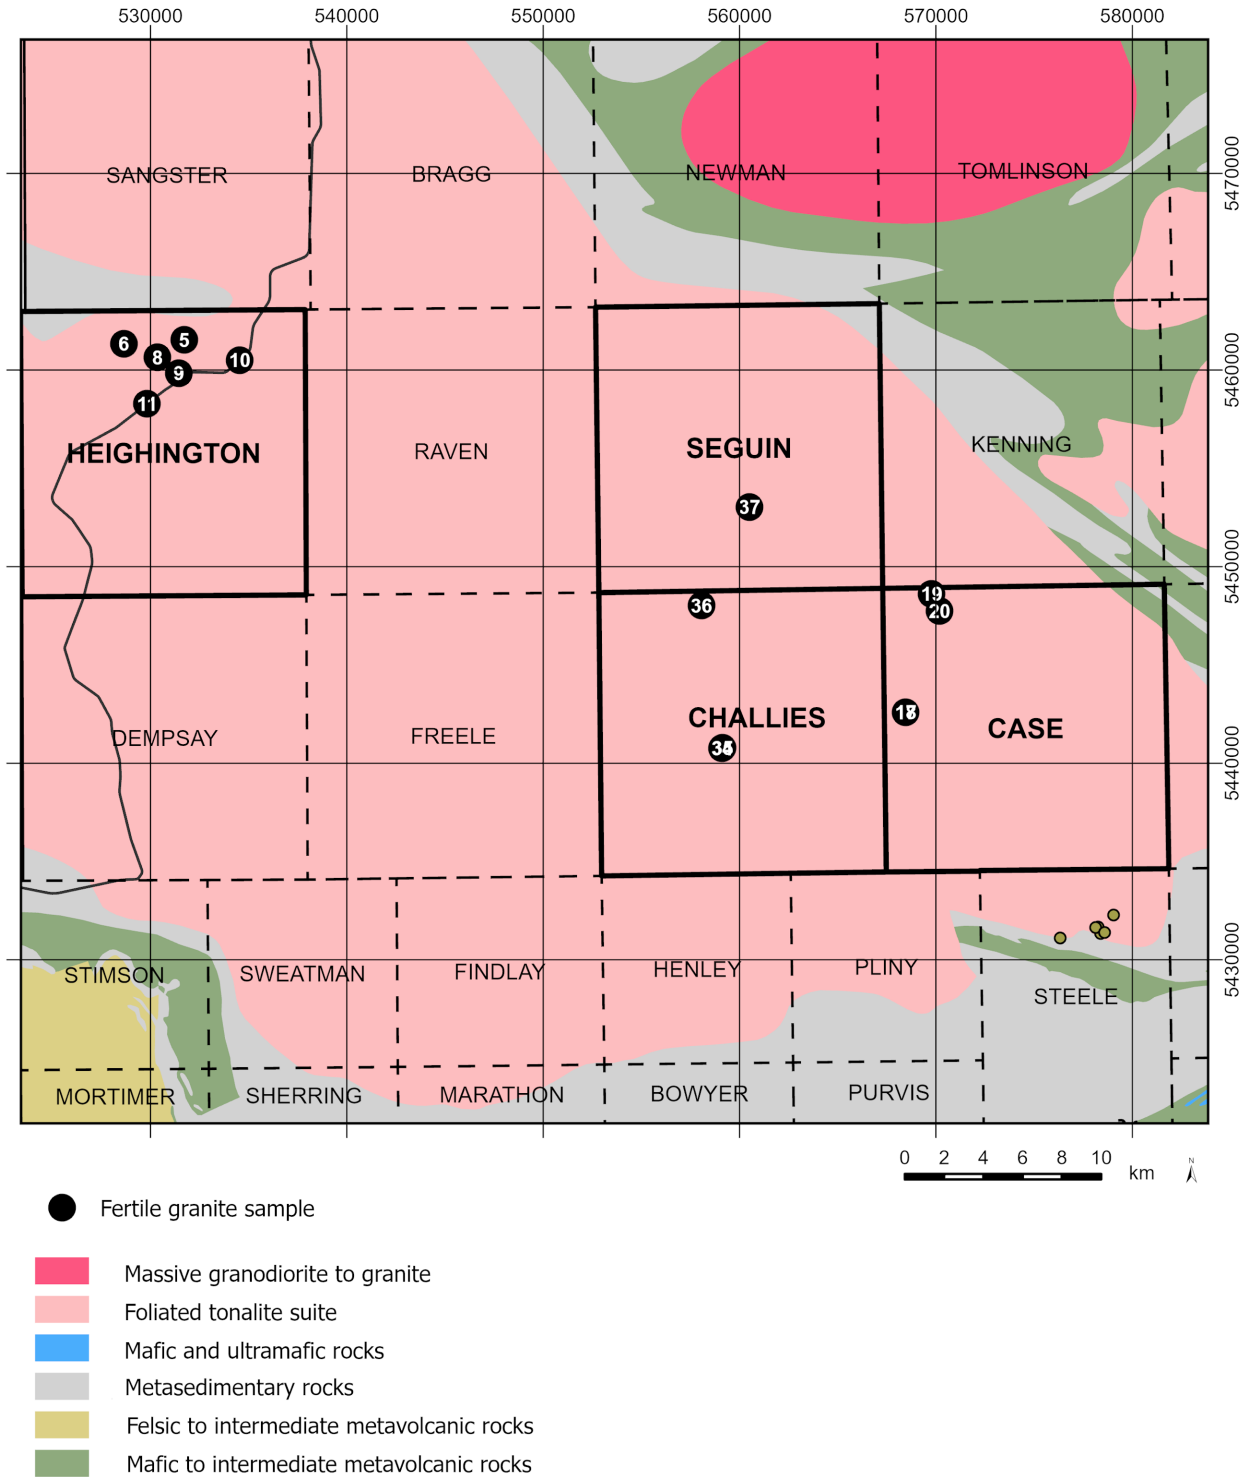 530000 540000 550000 560000 570000 580000
SANGSTER BRAGG NEWMAN TOMLINSON
5470000
6 5 8 9 10 11
5460000
HEIGHINGTON RAVEN SEGUIN KENNING
37
5450000
36 19 20
18
CHALLIES CASE
DEMPSAY FREELE
5440000
STIMSON SWEATMAN FINDLAY HENLEY PLINY
5430000
STEELE
MORTIMER SHERRING MARATHON BOWYER PURVIS
0 2 4 6 8 10 km
N
Fertile granite sample
Massive granodiorite to granite
Foliated tonalite suite
Mafic and ultramafic rocks
Metasedimentary rocks
Felsic to intermediate metavolcanic rocks
Mafic to intermediate metavolcanic rocks